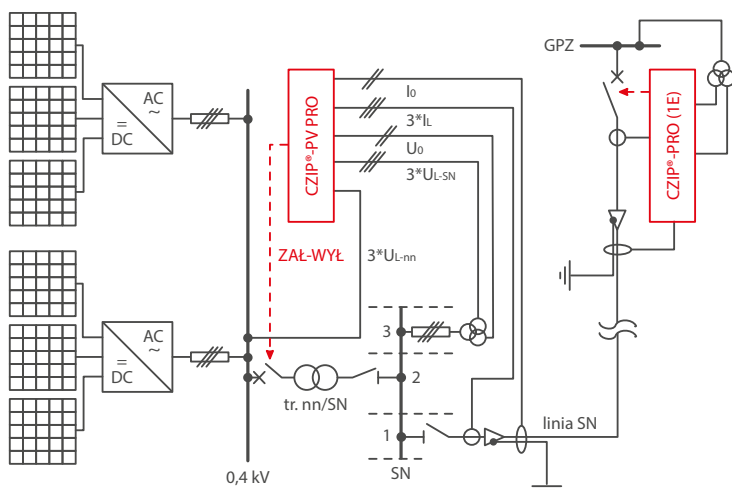 GPZ
AC
~
=
DC
CZIP®-PV PRO
I0
3*IL
U0
3*UL-SN
CZIP®-PRO (1E)
ZAŁ-WYŁ
3*UL-nn
AC
~
=
DC
3
2
tr. nn/SN
1
linia SN
SN
0,4 kV